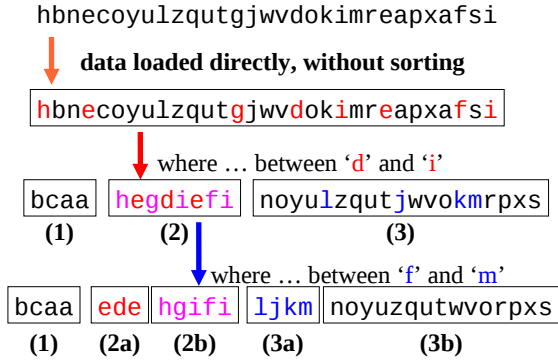 hbnecoyulzqutgjwvdokimreapxafsi
data loaded directly, without sorting
hbnecoyulzqutgjwvdokimreapxafsi
where … between ‘d’ and ‘i’
bcaa hegdiefi noyulzqutjwvokmrpxs
(1) (2) (3)
where … between ‘f’ and ‘m’
bcaa ede hgifi ljkm noyuzqutwvorpxs
(1) (2a) (2b) (3a) (3b)